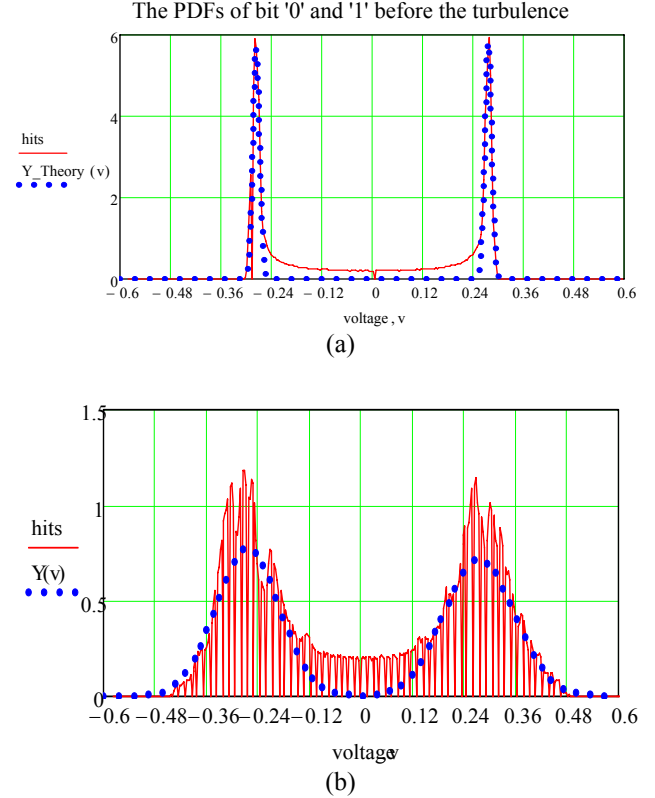 The PDFs of bit '0' and '1' before the turbulence
6
4
2
0
hits
Y_Theory (v)
−0.6 −0.48 −0.36 −0.24 −0.12 0 0.12 0.24 0.36 0.48 0.6
voltage , v
(a)
1.5
1
0.5
0
hits
Y(v)
−0.6 −0.48 −0.36 −0.24 −0.12 0 0.12 0.24 0.36 0.48 0.6
voltage v
(b)